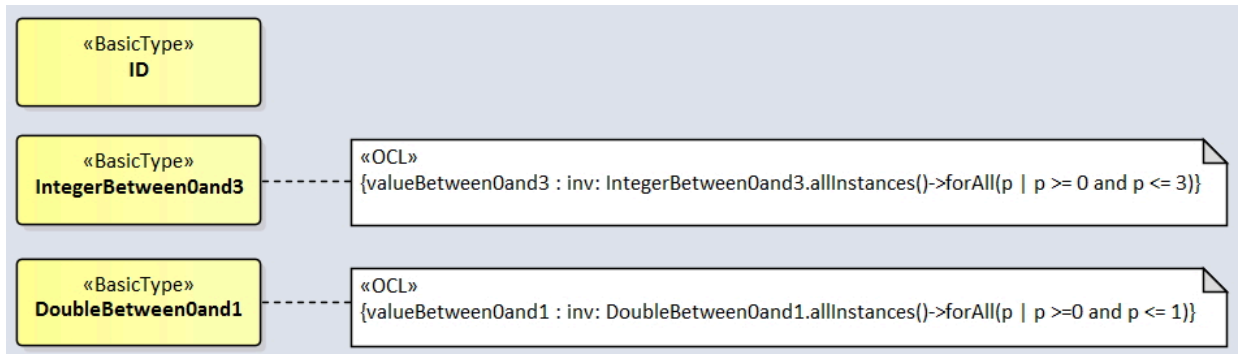 «BasicType»
ID
«BasicType»
IntegerBetween0and3
«OCL»
{valueBetween0and3 : inv: IntegerBetween0and3.allInstances()->forAll(p | p >= 0 and p <= 3)}
«BasicType»
DoubleBetween0and1
«OCL»
{valueBetween0and1 : inv: DoubleBetween0and1.allInstances()->forAll(p | p >=0 and p <= 1)}